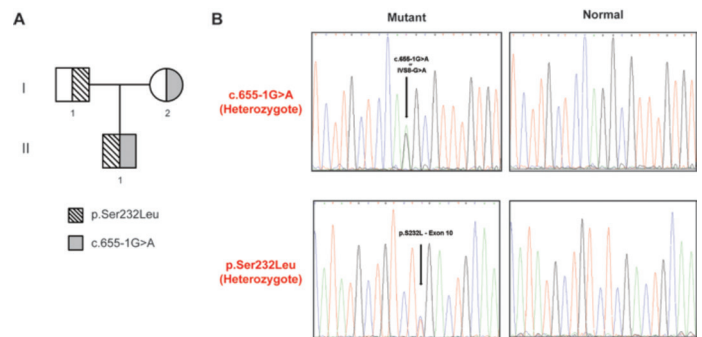 A
B
Mutant
Normal
I
1
2
II
1
p.Ser232Leu
c.655-1G>A
c.655-1G>A
(Heterozygote)
c.655-1G>A
IVS8-G>A
p.Ser232Leu
(Heterozygote)
p.S232L - Exon 10